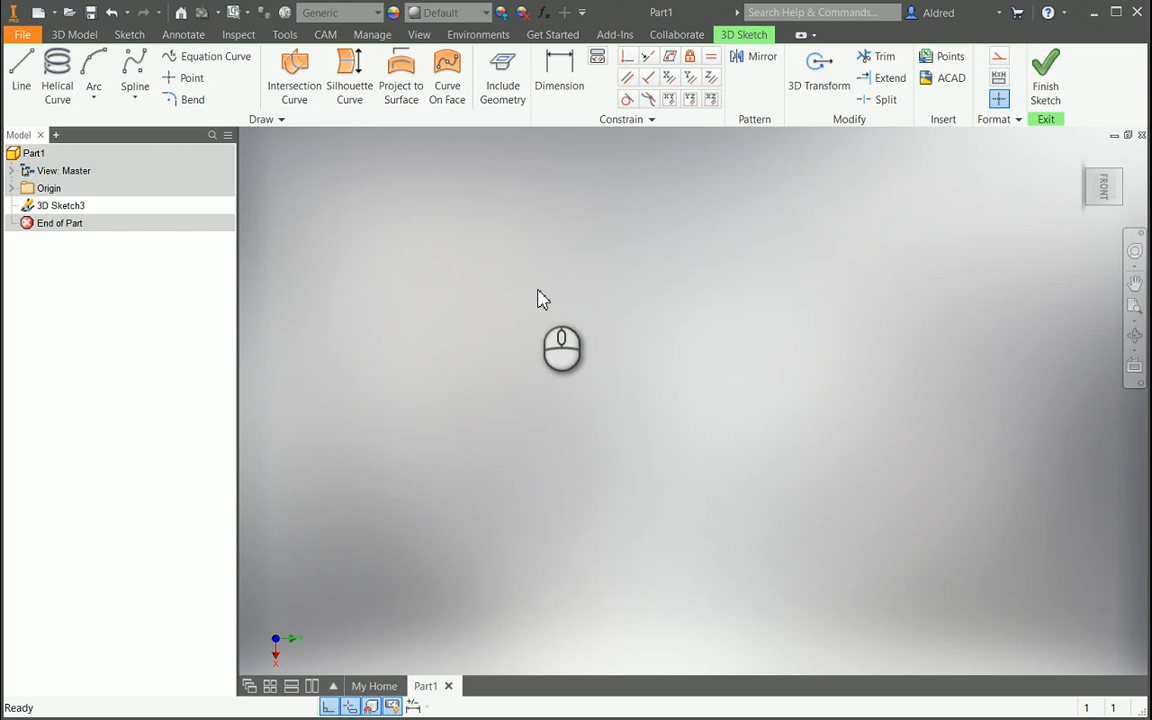 PRO
Generic
Default
fx
Part1
Search Help & Commands...
Aldred
File
3D Model
Sketch
Annotate
Inspect
Tools
CAM
Manage
View
Environments
Get Started
Add-Ins
Collaborate
3D Sketch
Line
Helical
Curve
Arc
Spline
Equation Curve
Point
Bend
Intersection
Curve
Silhouette
Curve
Project to
Surface
Curve
On Face
Include
Geometry
Dimension
Mirror
3D Transform
Trim
Extend
Split
Points
ACAD
Finish
Sketch
Draw
Constrain
Pattern
Modify
Insert
Format
Exit
Model
Part1
View: Master
Origin
3D Sketch3
End of Part
FRONT
X
My Home
Part1
Ready
1 1